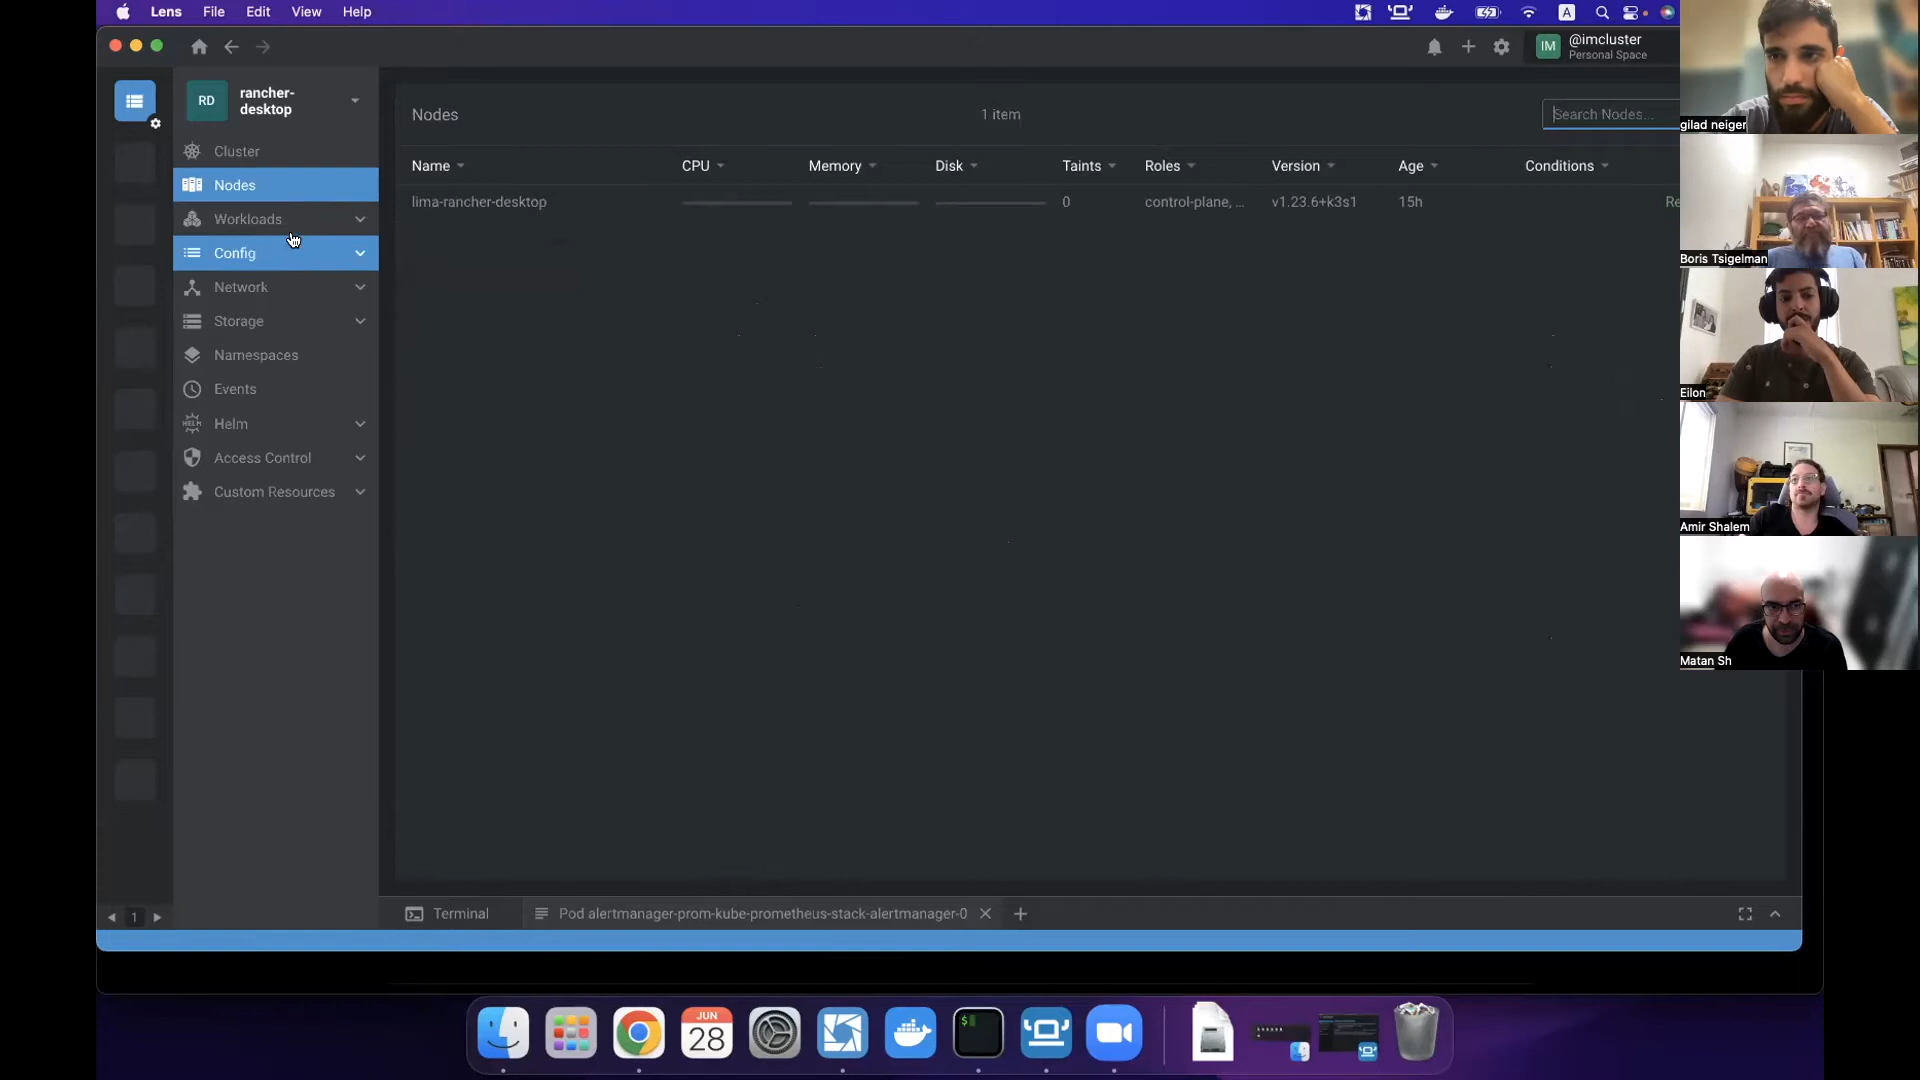 Lens File Edit View Help
A
IM @imcluster
Personal Space
RD rancher-
desktop
Cluster
Nodes
Workloads
Config
Network
Storage
Namespaces
Events
HELM Helm
Access Control
Custom Resources
Nodes 1 item Search Nodes...
Name CPU Memory Disk Taints Roles Version Age Conditions
lima-rancher-desktop 0 control-plane, ... v1.23.6+k3s1 15h Re
gilad neiger
Boris Tsigelman
Eilon
Amir Shalem
Matan Sh
1
Terminal Pod alertmanager-prom-kube-prometheus-stack-alertmanager-0
JUN
28
$